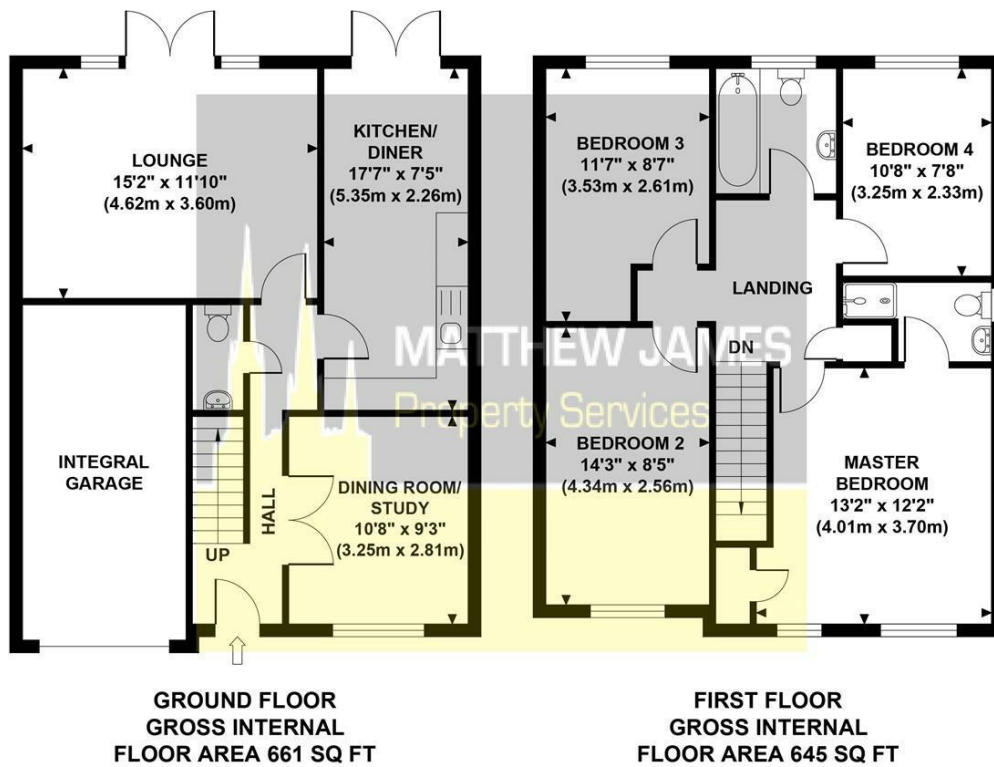 LOUNGE
15'2" x 11'10"
(4.62m x 3.60m)
KITCHEN/
DINER
17'7" x 7'5"
(5.35m x 2.26m)
INTEGRAL
GARAGE
UP
HALL
DINING ROOM/
STUDY
10'8" x 9'3"
(3.25m x 2.81m)
BEDROOM 3
11'7" x 8'7"
(3.53m x 2.61m)
BEDROOM 4
10'8" x 7'8"
(3.25m x 2.33m)
LANDING
DN
MATTHEW JAMES
Property Services
BEDROOM 2
14'3" x 8'5"
(4.34m x 2.56m)
MASTER
BEDROOM
13'2" x 12'2"
(4.01m x 3.70m)
GROUND FLOOR
GROSS INTERNAL
FLOOR AREA 661 SQ FT
FIRST FLOOR
GROSS INTERNAL
FLOOR AREA 645 SQ FT